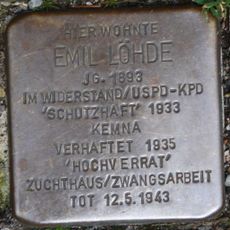 HIER WOHNTE
EMIL LÖHDE
JG. 1893
IM WIDERSTAND/USPD-KPD
'SCHUTZHAFT' 1933
KEMNA
VERHAFTET 1935
'HOCHVERRAT'
ZUCHTHAUS/ZWANGSARBEIT
TOT 12.5.1943